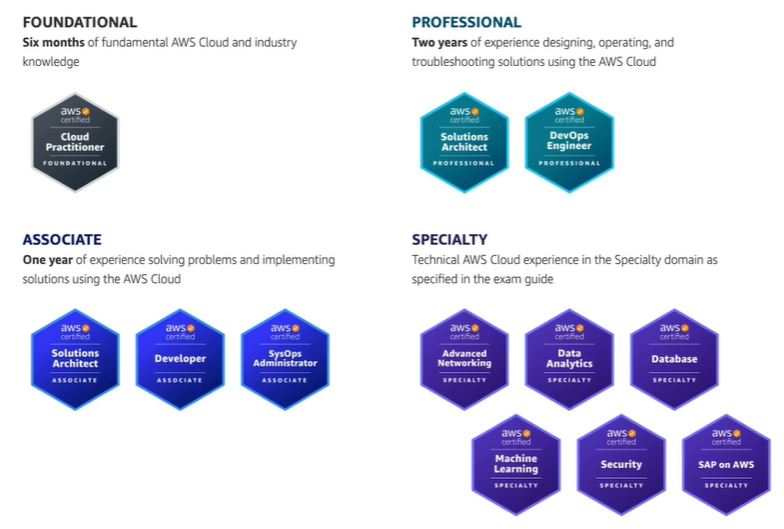 FOUNDATIONAL
Six months of fundamental AWS Cloud and industry
knowledge
aws
certified
Cloud
Practitioner
FOUNDATIONAL
PROFESSIONAL
Two years of experience designing, operating, and
troubleshooting solutions using the AWS Cloud
aws
certified
Solutions
Architect
PROFESSIONAL
aws
certified
DevOps
Engineer
PROFESSIONAL
ASSOCIATE
One year of experience solving problems and implementing
solutions using the AWS Cloud
aws
certified
Solutions
Architect
ASSOCIATE
aws
certified
Developer
ASSOCIATE
aws
certified
SysOps
Administrator
ASSOCIATE
SPECIALTY
Technical AWS Cloud experience in the Specialty domain as
specified in the exam guide
aws
certified
Advanced
Networking
SPECIALTY
aws
certified
Data
Analytics
SPECIALTY
aws
certified
Database
SPECIALTY
aws
certified
Machine
Learning
SPECIALTY
aws
certified
Security
SPECIALTY
aws
certified
SAP on AWS
SPECIALTY